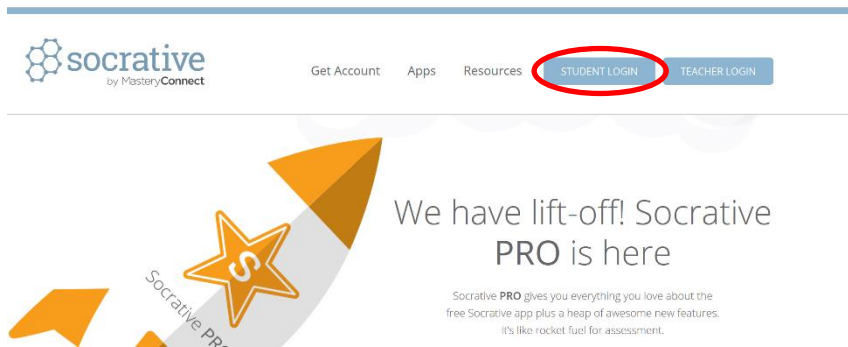 socrative
by MasteryConnect
Get Account Apps Resources STUDENT LOGIN TEACHER LOGIN
We have lift-off! Socrative
PRO is here
Socrative PRO gives you everything you love about the
free Socrative app plus a heap of awesome new features.
It's like rocket fuel for assessment.
S
Socrative PRO